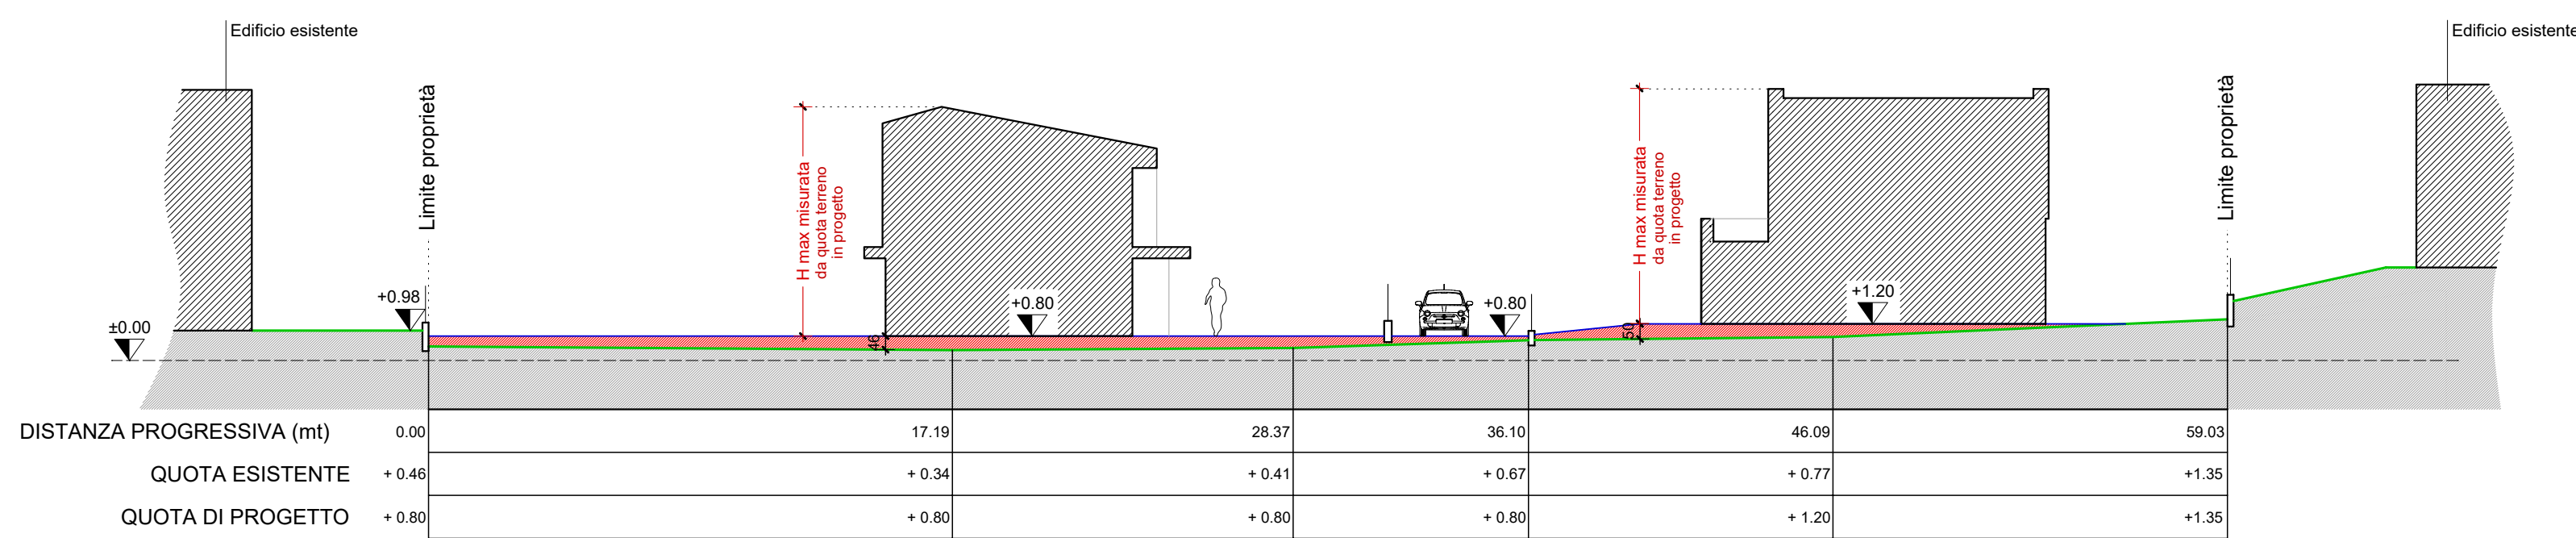 Edificio esistente
Edificio esistente
Limite proprietà
Limite proprietà
H max misurata
da quota terreno
in progetto
H max misurata
da quota terreno
in progetto
+0.98
±0.00
+0.80
+0.80
+1.20
46
50
DISTANZA PROGRESSIVA (mt) 0.00 17.19 28.37 36.10 46.09 59.03
QUOTA ESISTENTE + 0.46 + 0.34 + 0.41 + 0.67 + 0.77 +1.35
QUOTA DI PROGETTO + 0.80 + 0.80 + 0.80 + 0.80 + 1.20 +1.35